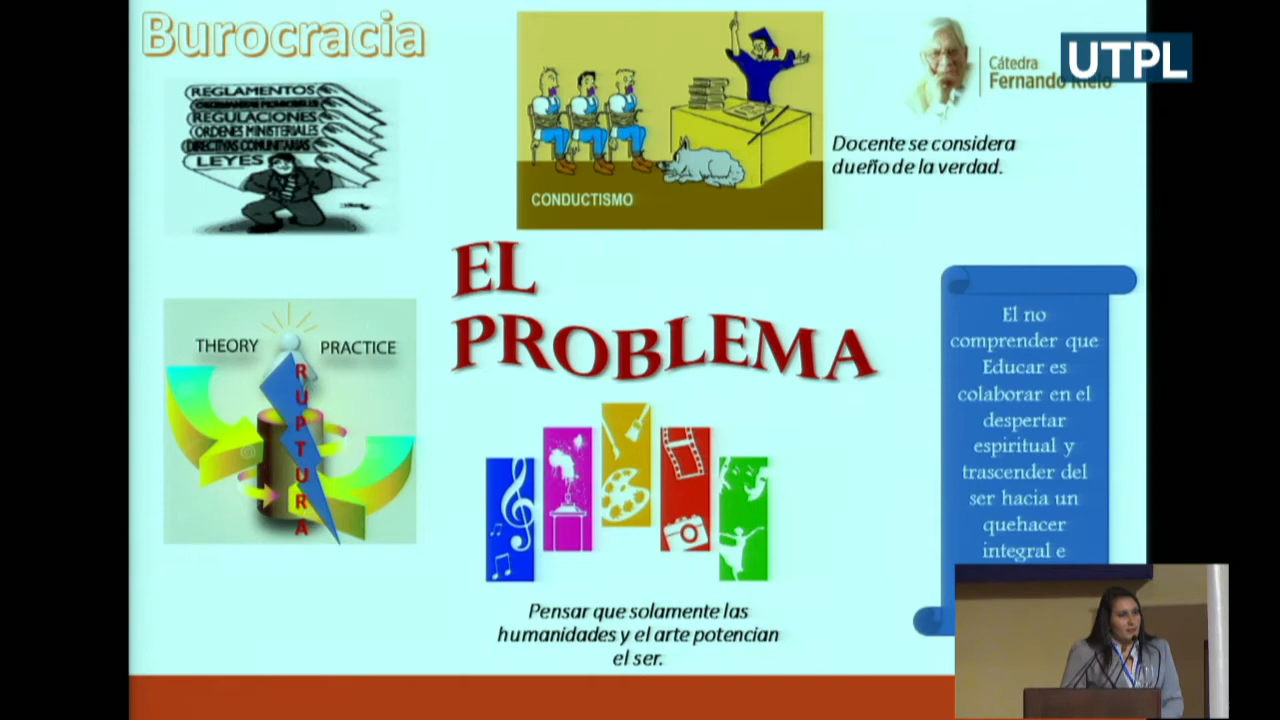 Burocracia
REGLAMENTOS
ORDENANZAS MUNICIPALES
REGULACIONES
ORDENES MINISTERIALES
DIRECTIVAS COMUNITARIAS
LEYES
CONDUCTISMO
Cátedra
Fernando Rielo
UTPL
Docente se considera
dueño de la verdad.
EL
PROBLEMA
THEORY
PRACTICE
RUPTURA
Pensar que solamente las
humanidades y el arte potencian
el ser.
El no
comprender que
Educar es
colaborar en el
despertar
espiritual y
trascender del
ser hacia un
quehacer
integral e